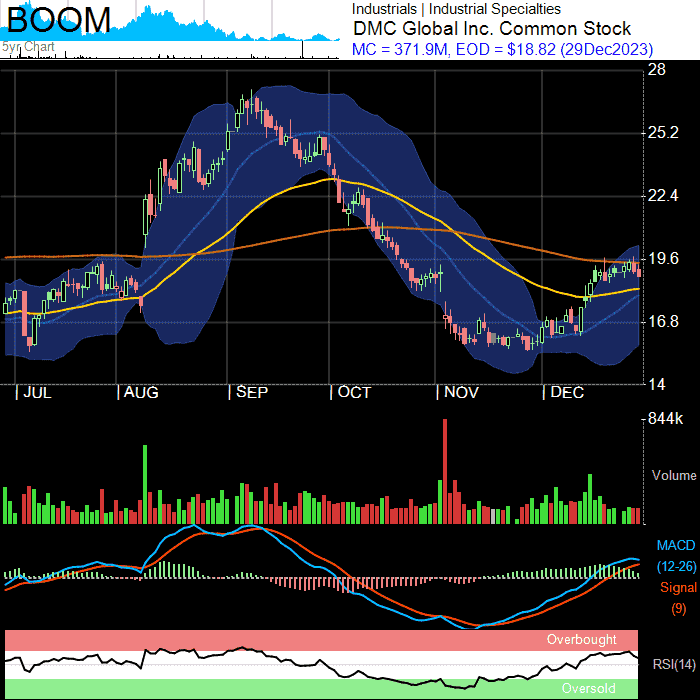 BOOM
5yr Chart
Industrials | Industrial Specialties
DMC Global Inc. Common Stock
MC = 371.9M, EOD = $18.82 (29Dec2023)
28
25.2
22.4
19.6
16.8
14
| JUL | AUG | SEP | OCT | NOV | DEC
844k
Volume
MACD
(12-26)
Signal
(9)
Overbought
RSI(14)
Oversold